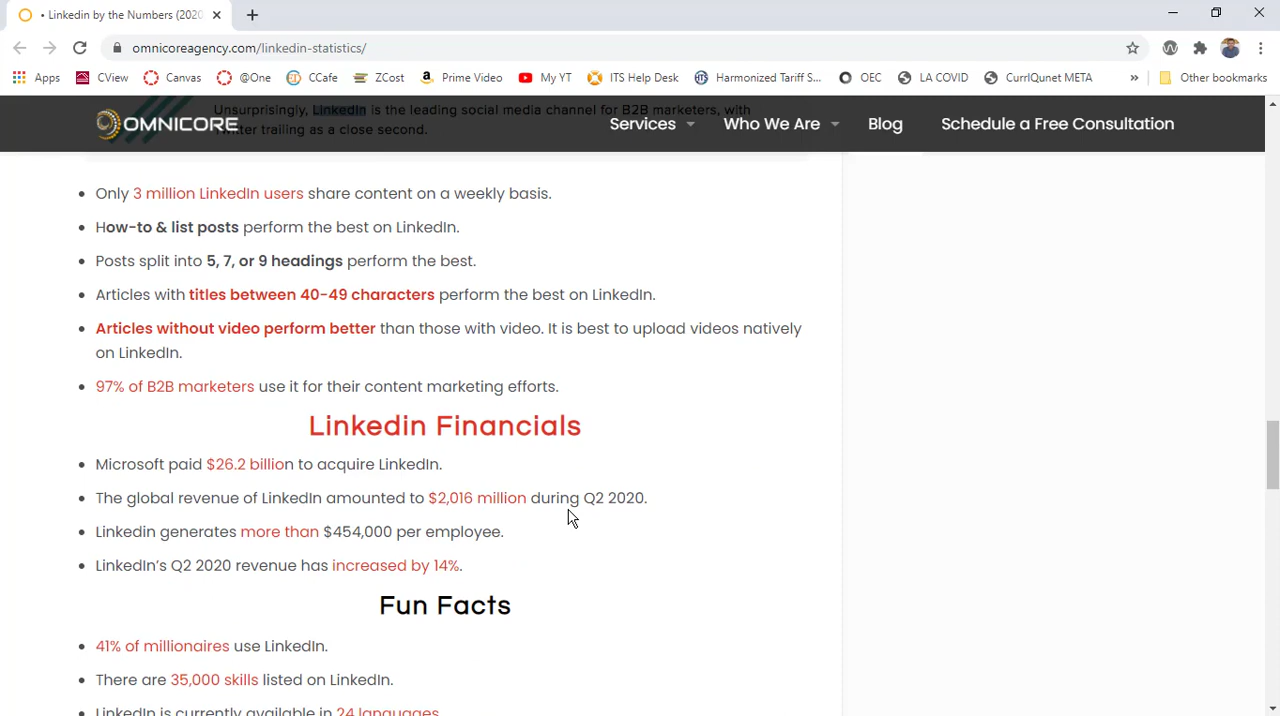 • Linkedin by the Numbers (2020
omnicoreagency.com/linkedin-statistics/
Apps CView Canvas @One CCafe ZCost Prime Video My YT ITS Help Desk Harmonized Tariff S... OEC LA COVID CurrIQunet META » Other bookmarks
Unsurprisingly, LinkedIn is the leading social media channel for B2B marketers, with
Twitter trailing as a close second.
OMNICORE Services Who We Are Blog Schedule a Free Consultation
• Only 3 million LinkedIn users share content on a weekly basis.
• How-to & list posts perform the best on LinkedIn.
• Posts split into 5, 7, or 9 headings perform the best.
• Articles with titles between 40-49 characters perform the best on LinkedIn.
• Articles without video perform better than those with video. It is best to upload videos natively
on LinkedIn.
• 97% of B2B marketers use it for their content marketing efforts.
Linkedin Financials
• Microsoft paid $26.2 billion to acquire LinkedIn.
• The global revenue of LinkedIn amounted to $2,016 million during Q2 2020.
• Linkedin generates more than $454,000 per employee.
• LinkedIn’s Q2 2020 revenue has increased by 14%.
Fun Facts
• 41% of millionaires use LinkedIn.
• There are 35,000 skills listed on LinkedIn.
• LinkedIn is currently available in 24 languages.